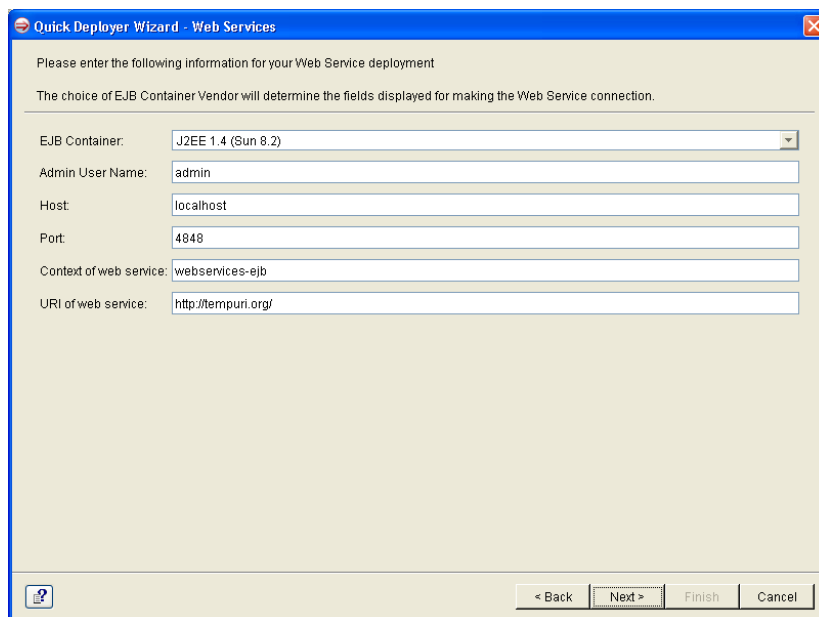 Quick Deployer Wizard - Web Services
Please enter the following information for your Web Service deployment
The choice of EJB Container Vendor will determine the fields displayed for making the Web Service connection.
EJB Container: J2EE 1.4 (Sun 8.2)
Admin User Name: admin
Host: localhost
Port: 4848
Context of web service: webservices-ejb
URI of web service: http://tempuri.org/
< Back Next > Finish Cancel